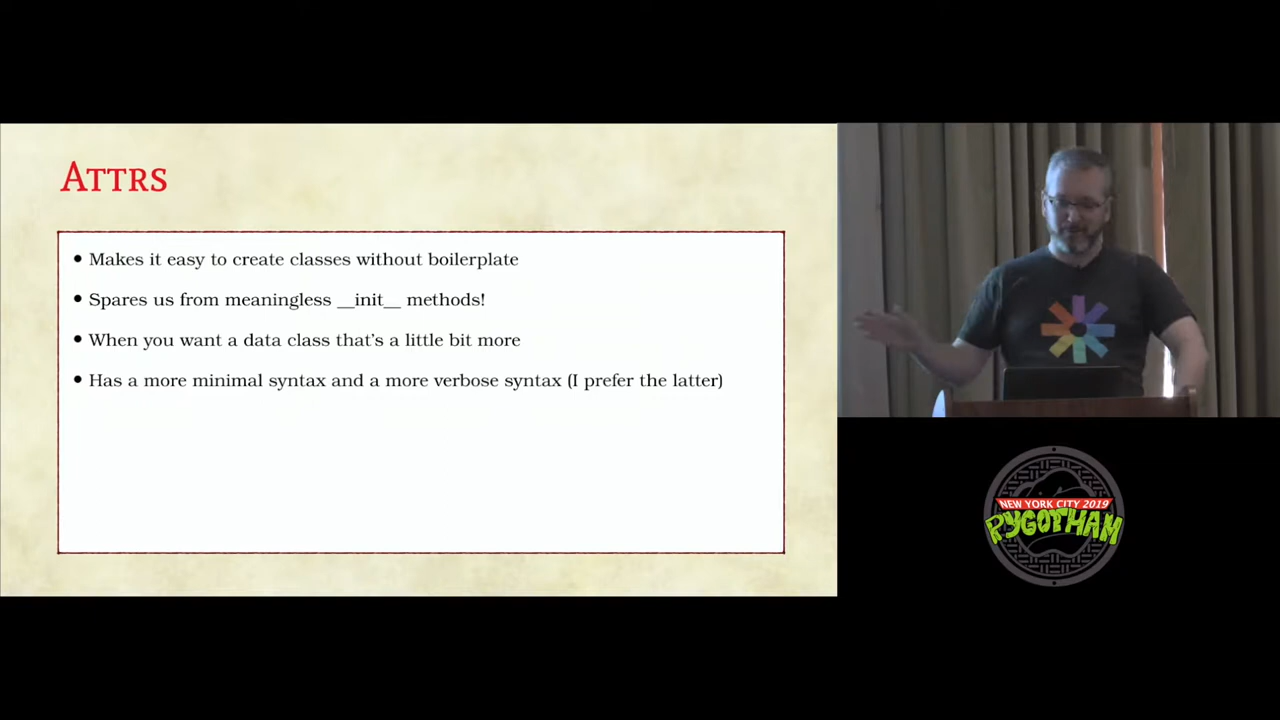 Attrs
• Makes it easy to create classes without boilerplate
• Spares us from meaningless __init__ methods!
• When you want a data class that's a little bit more
• Has a more minimal syntax and a more verbose syntax (I prefer the latter)
NEW YORK CITY 2019
PYGOTHAM